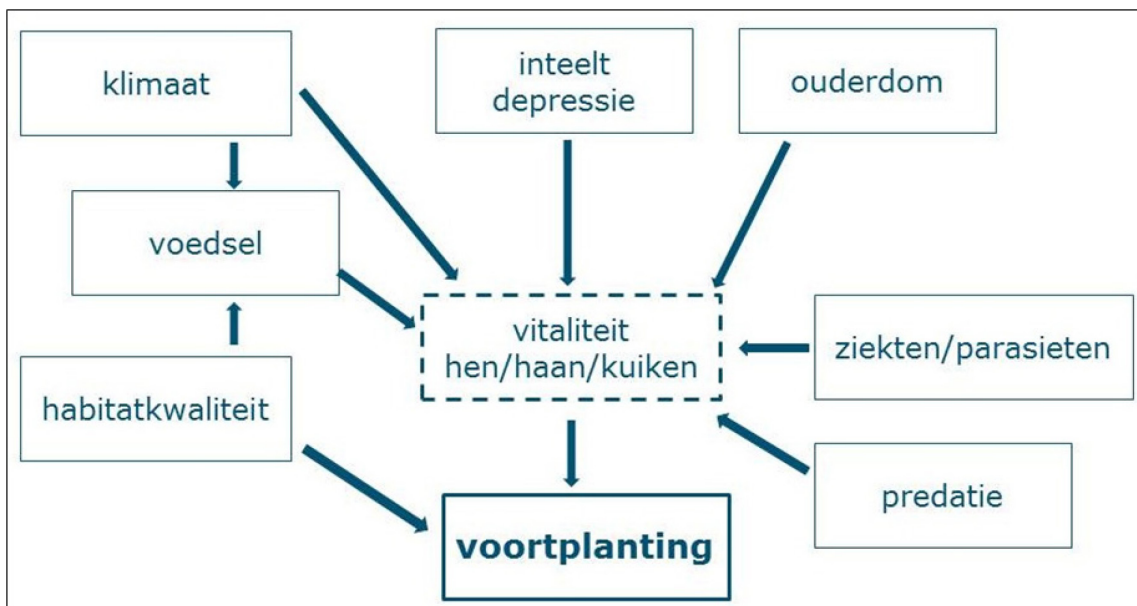 klimaat
inteelt
depressie
ouderdom
voedsel
vitaliteit
hen/haan/kuiken
ziekten/parasieten
habitatkwaliteit
predatie
voortplanting